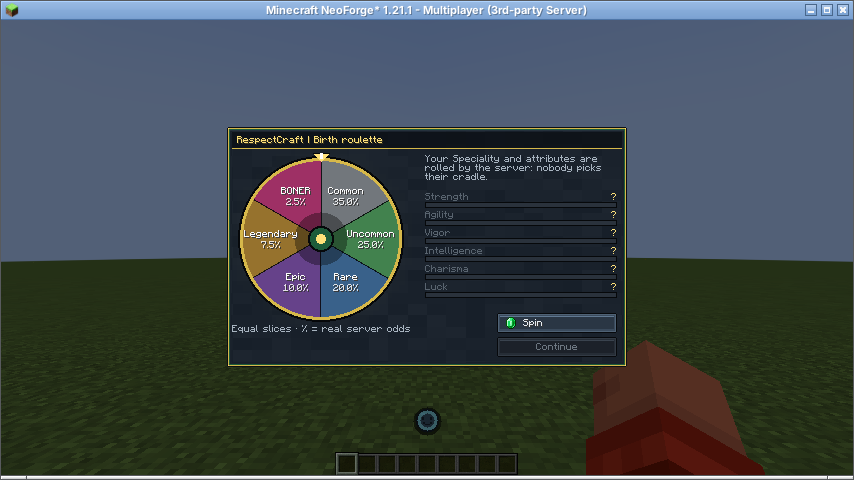 Minecraft NeoForge* 1.21.1 - Multiplayer (3rd-party Server)
RespectCraft | Birth roulette
Your Speciality and attributes are
rolled by the server: nobody picks
their cradle.
BONER
2.5%
Common
35.0%
Legendary
7.5%
Uncommon
25.0%
Epic
10.0%
Rare
20.0%
Equal slices · % = real server odds
Strength ?
Agility ?
Vigor ?
Intelligence ?
Charisma ?
Luck ?
Spin
Continue